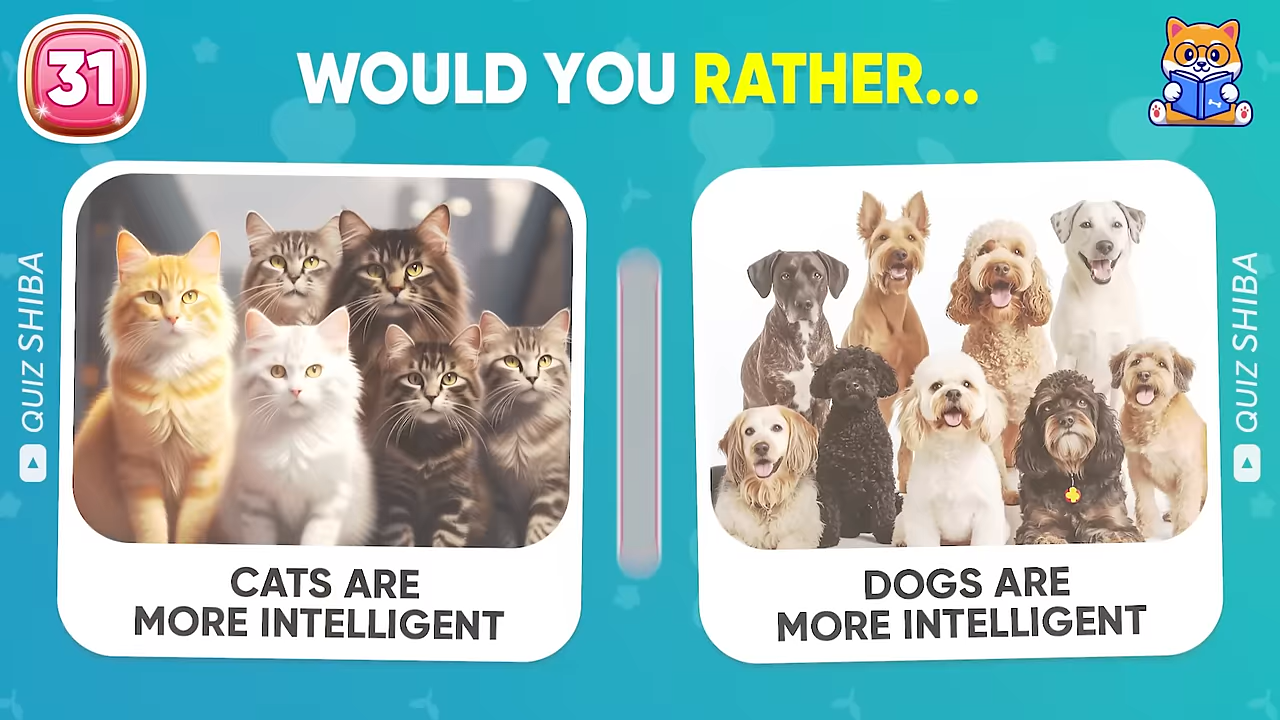 31
WOULD YOU RATHER...
QUIZ SHIBA
CATS ARE
MORE INTELLIGENT
DOGS ARE
MORE INTELLIGENT
QUIZ SHIBA